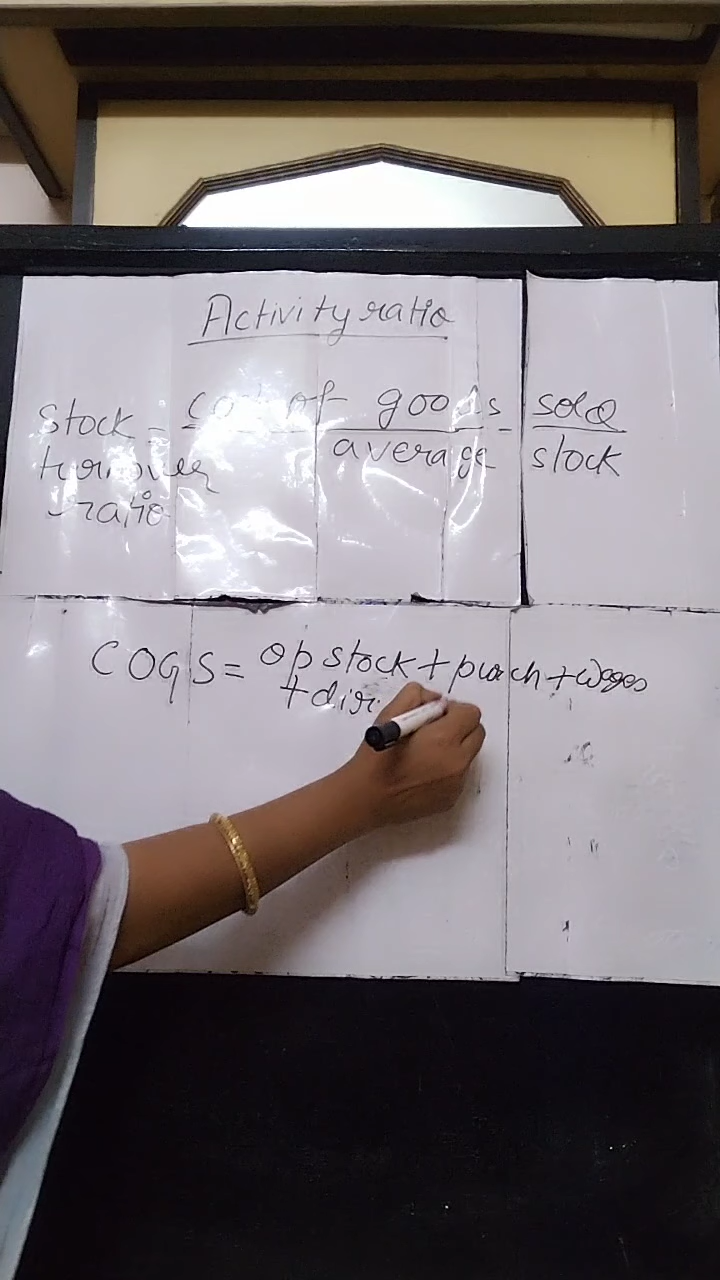 Activity ratio
Stock = cost of goods sold
turnover average stock
ratio
COGS = op stock + purch + wages
+ dir